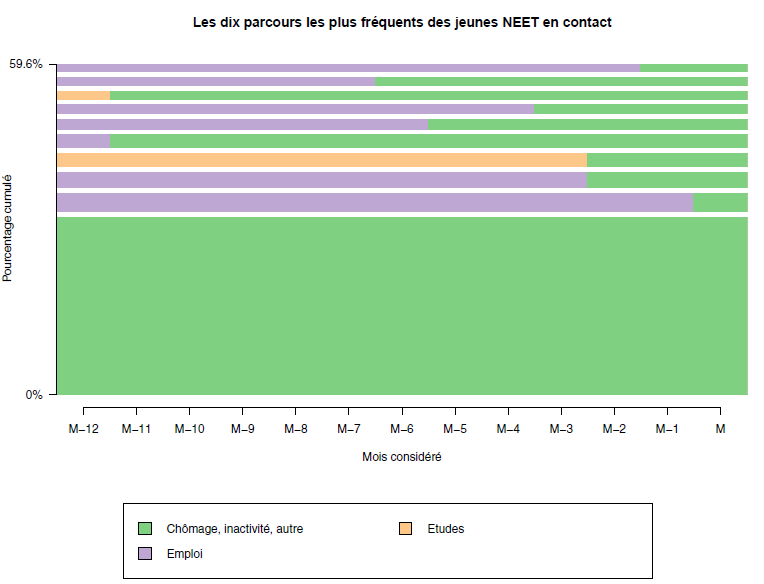 Les dix parcours les plus fréquents des jeunes NEET en contact
59.6%
Pourcentage cumulé
0%
M−12 M−11 M−10 M−9 M−8 M−7 M−6 M−5 M−4 M−3 M−2 M−1 M
Mois considéré
Chômage, inactivité, autre Etudes
Emploi